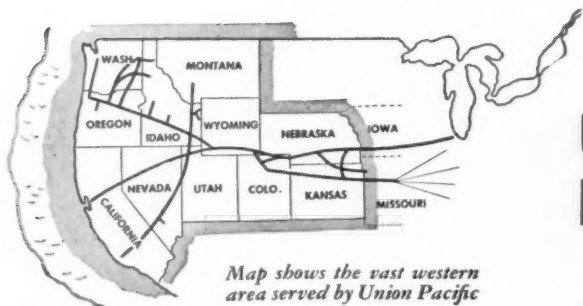 WASH.
MONTANA
OREGON
IDAHO
WYOMING
NEBRASKA
IOWA
NEVADA
UTAH
COLO.
KANSAS
CALIFORNIA
MISSOURI
Map shows the vast western
area served by Union Pacific